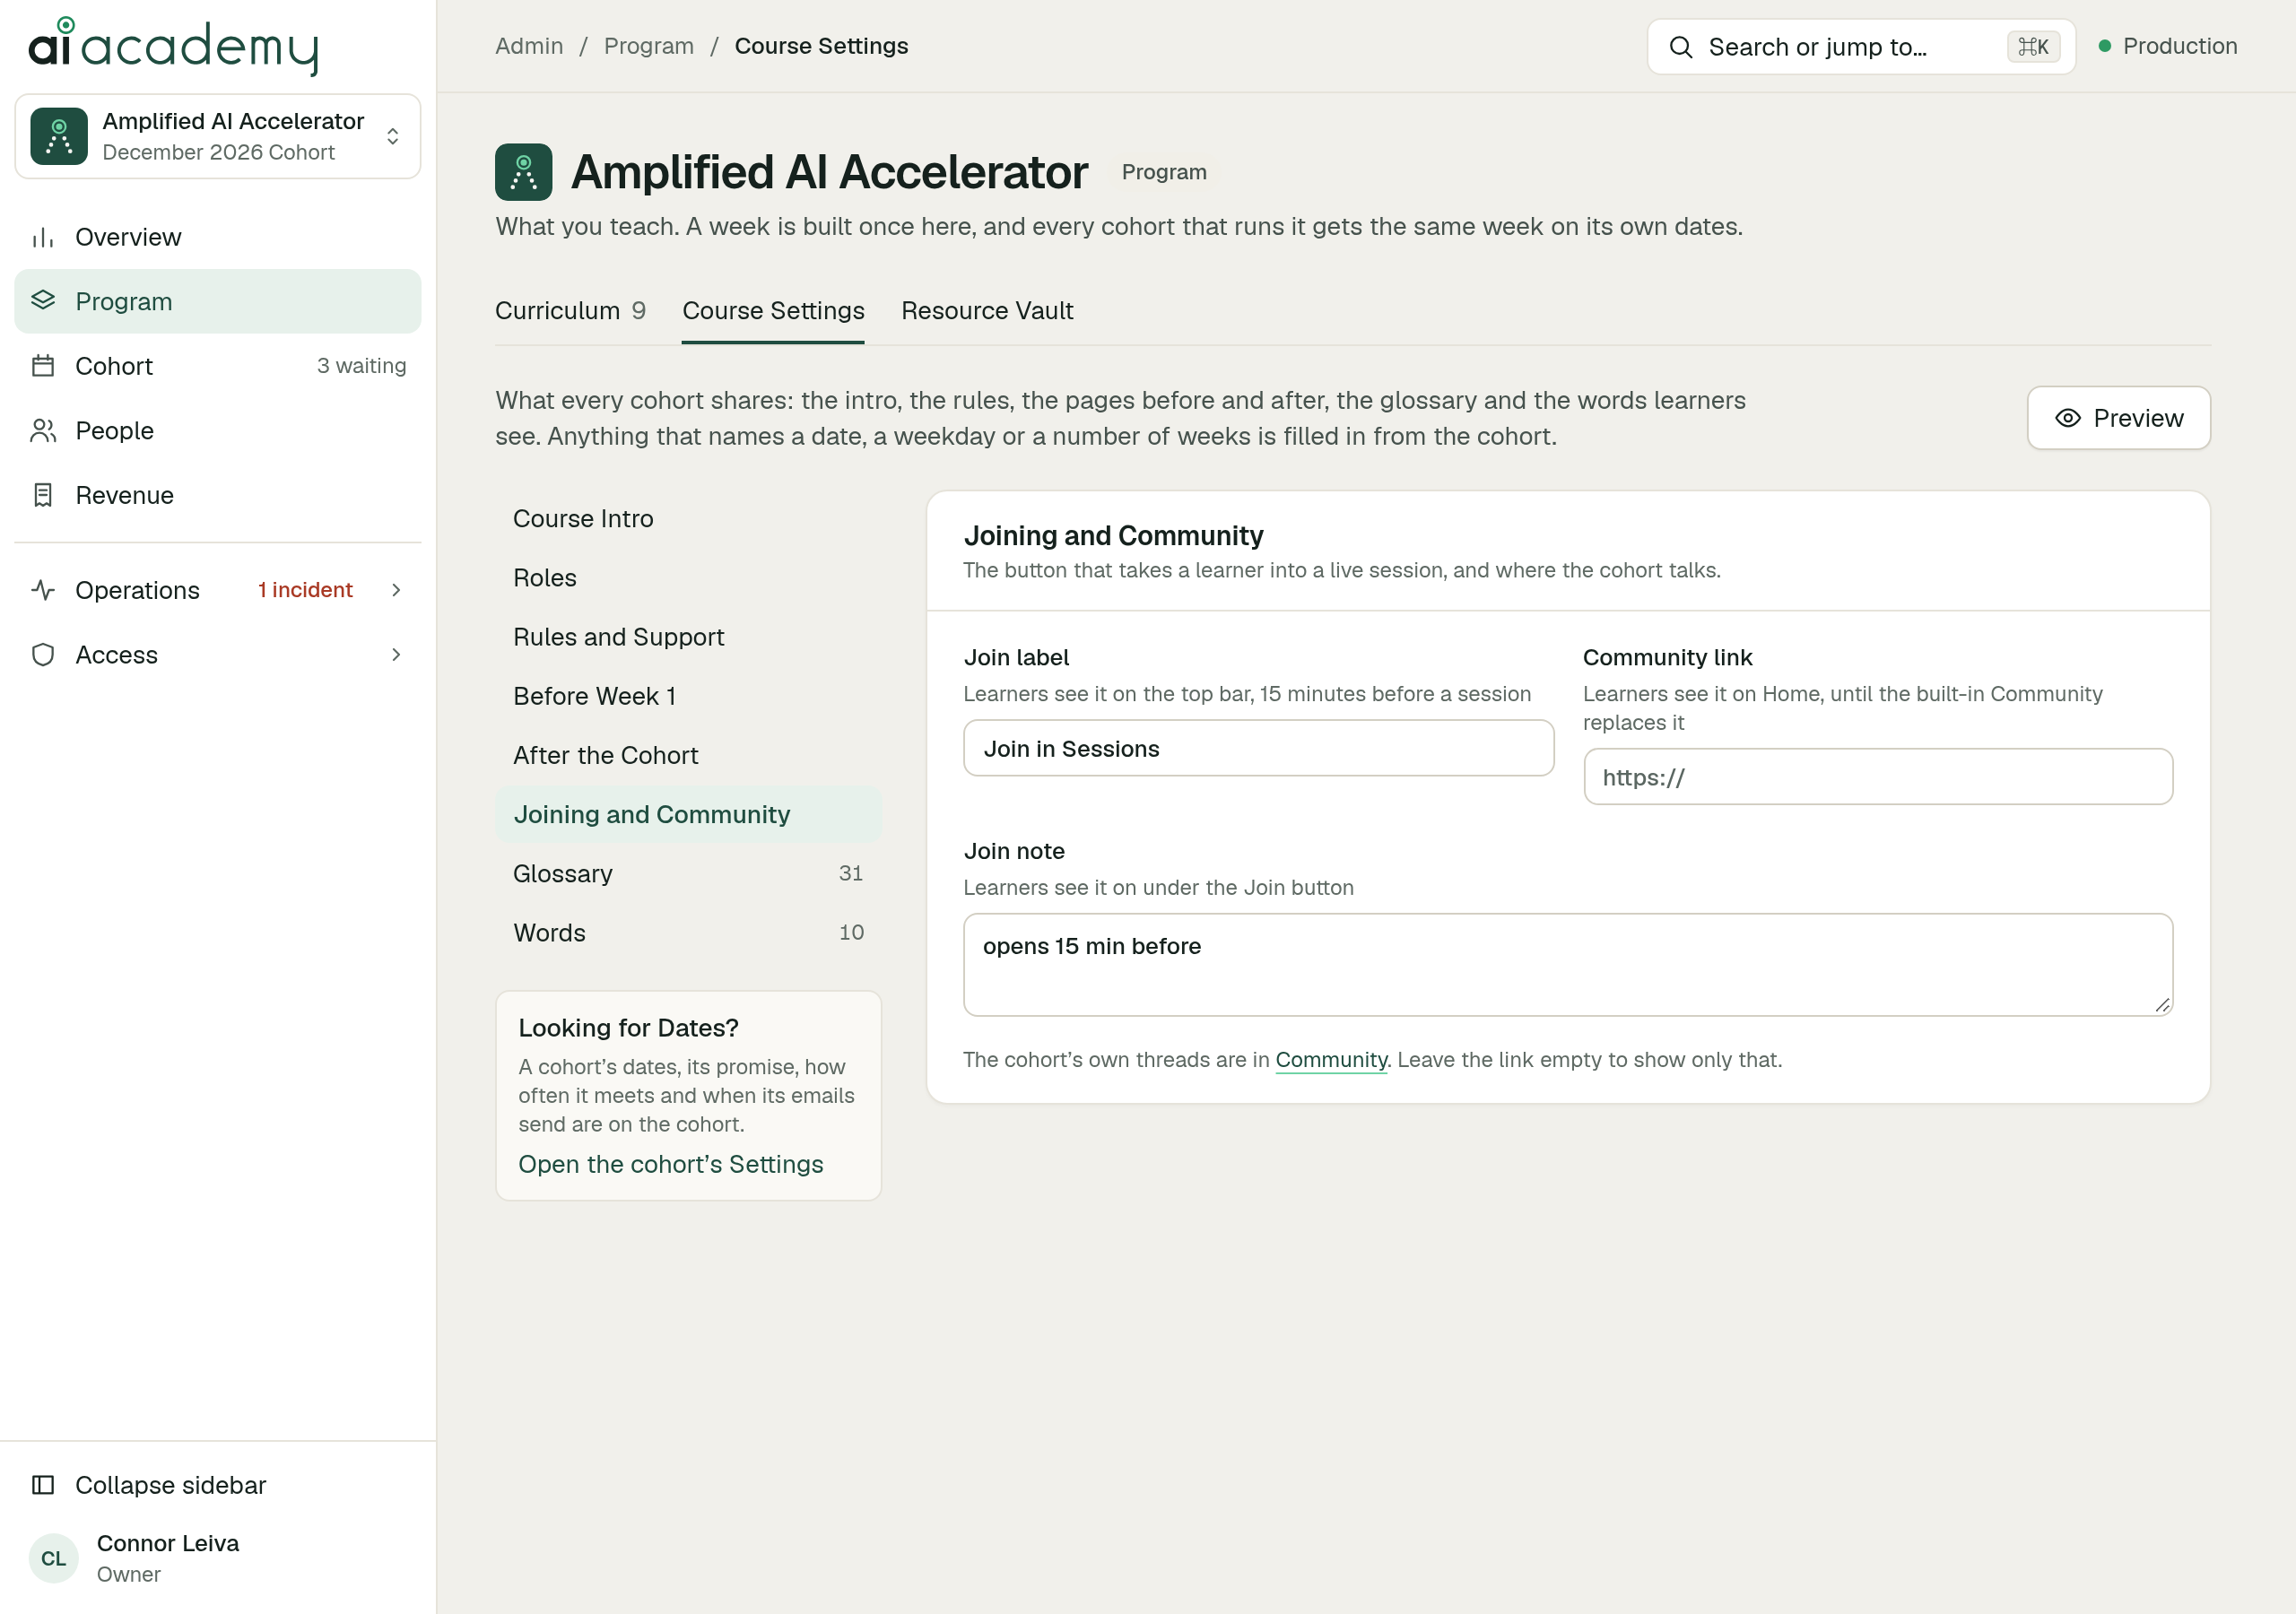 ai academy
Amplified AI Accelerator
December 2026 Cohort
Overview
Program
Cohort 3 waiting
People
Revenue
Operations 1 incident
Access
Collapse sidebar
CL
Connor Leiva
Owner
Admin / Program / Course Settings
Search or jump to... ⌘K
Production
Amplified AI Accelerator Program
What you teach. A week is built once here, and every cohort that runs it gets the same week on its own dates.
Curriculum 9 Course Settings Resource Vault
What every cohort shares: the intro, the rules, the pages before and after, the glossary and the words learners
see. Anything that names a date, a weekday or a number of weeks is filled in from the cohort.
Preview
Course Intro
Roles
Rules and Support
Before Week 1
After the Cohort
Joining and Community
Glossary 31
Words 10
Looking for Dates?
A cohort’s dates, its promise, how
often it meets and when its emails
send are on the cohort.
Open the cohort’s Settings
Joining and Community
The button that takes a learner into a live session, and where the cohort talks.
Join label
Learners see it on the top bar, 15 minutes before a session
Join in Sessions
Community link
Learners see it on Home, until the built-in Community
replaces it
https://
Join note
Learners see it on under the Join button
opens 15 min before
The cohort’s own threads are in Community. Leave the link empty to show only that.